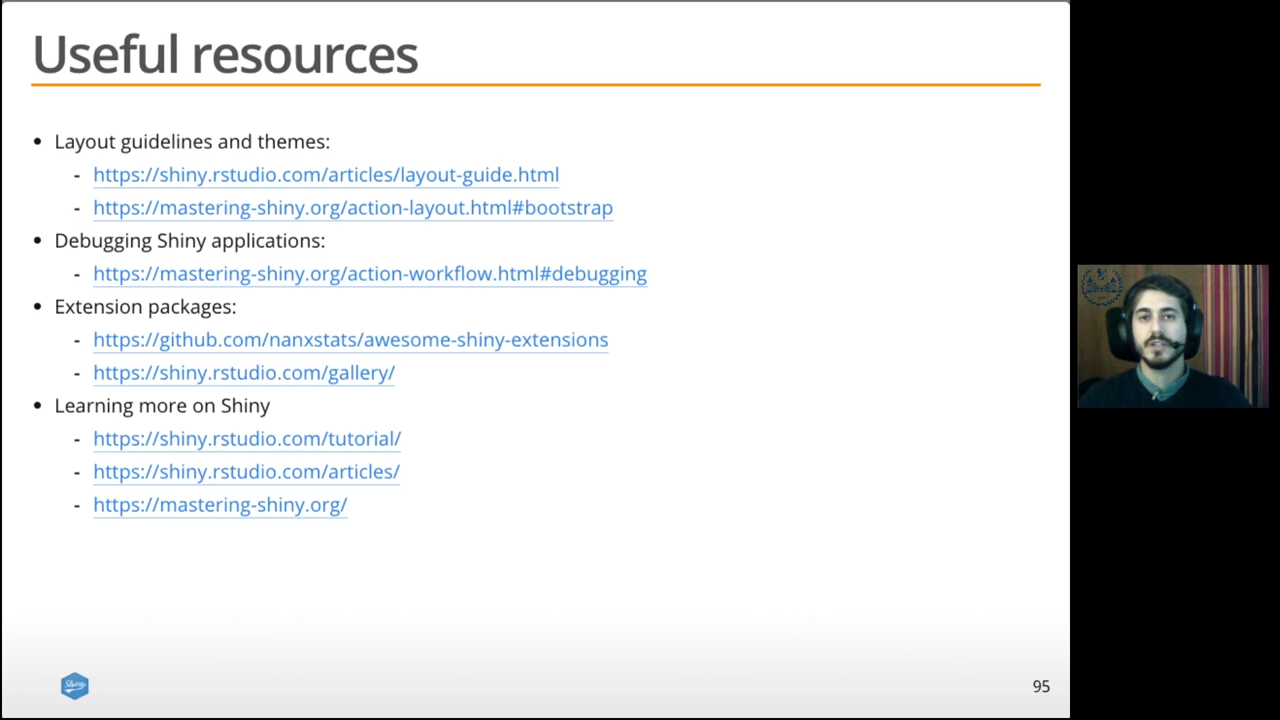 Useful resources
• Layout guidelines and themes:
- https://shiny.rstudio.com/articles/layout-guide.html
- https://mastering-shiny.org/action-layout.html#bootstrap
• Debugging Shiny applications:
- https://mastering-shiny.org/action-workflow.html#debugging
• Extension packages:
- https://github.com/nanxstats/awesome-shiny-extensions
- https://shiny.rstudio.com/gallery/
• Learning more on Shiny
- https://shiny.rstudio.com/tutorial/
- https://shiny.rstudio.com/articles/
- https://mastering-shiny.org/
Shiny
95